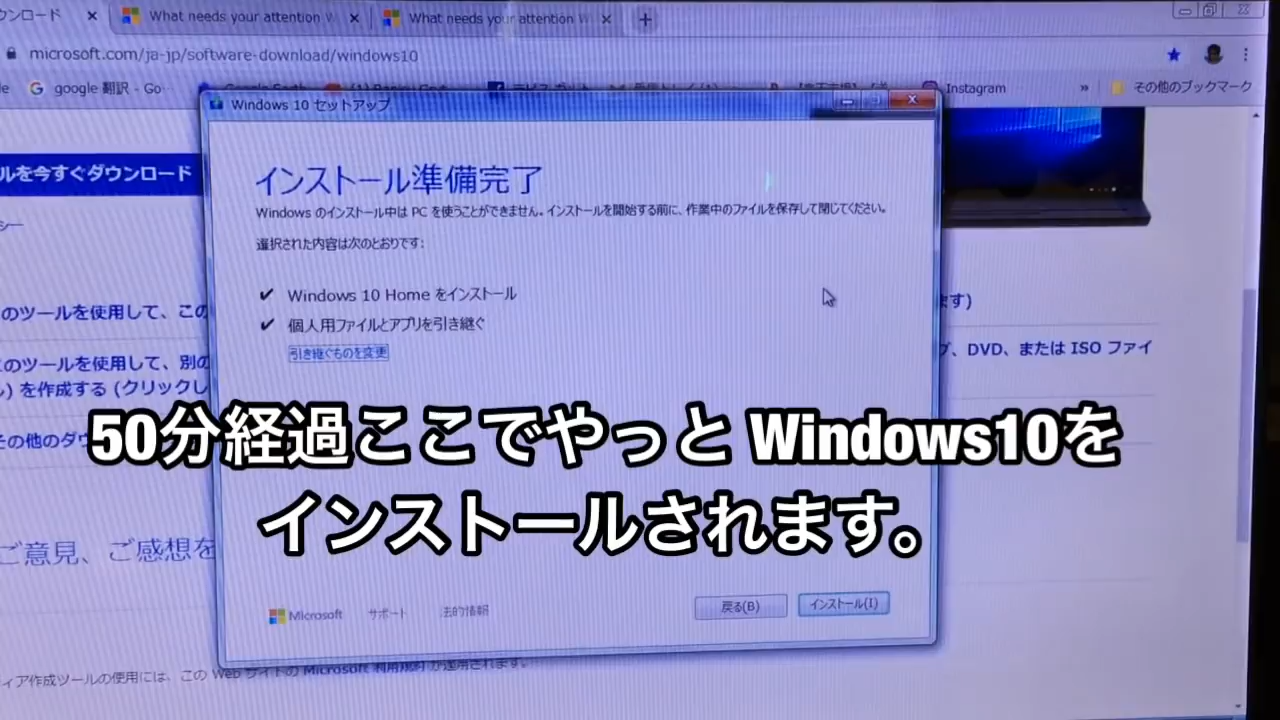 ンロード
What needs your attention W
What needs your attention W
microsoft.com/ja-jp/software-download/windows10
google 翻訳 - Go
Google Earth
Instagram
»
その他のブックマーク
Windows 10 セットアップ
ルを今すぐダウンロード
インストール準備完了
Windows のインストール中は PC を使うことができません。インストールを開始する前に、作業中のファイルを保存して閉じてください。
選択された内容は次のとおりです:
✔ Windows 10 Home をインストール
✔ 個人用ファイルとアプリを引き継ぐ
引き継ぐものを変更
のツールを使用して、この
ます)
このツールを使用して、別の
プ、DVD、または ISO ファイ
ル) を作成する (クリックし
その他のダウ
50分経過ここでやっと Windows10を
インストールされます。
ご意見、ご感想を
Microsoft
サポート
法的情報
戻る(B)
インストール(I)
ィア作成ツールの使用には、この Web サイトの Microsoft 利用規約 が適用されます。